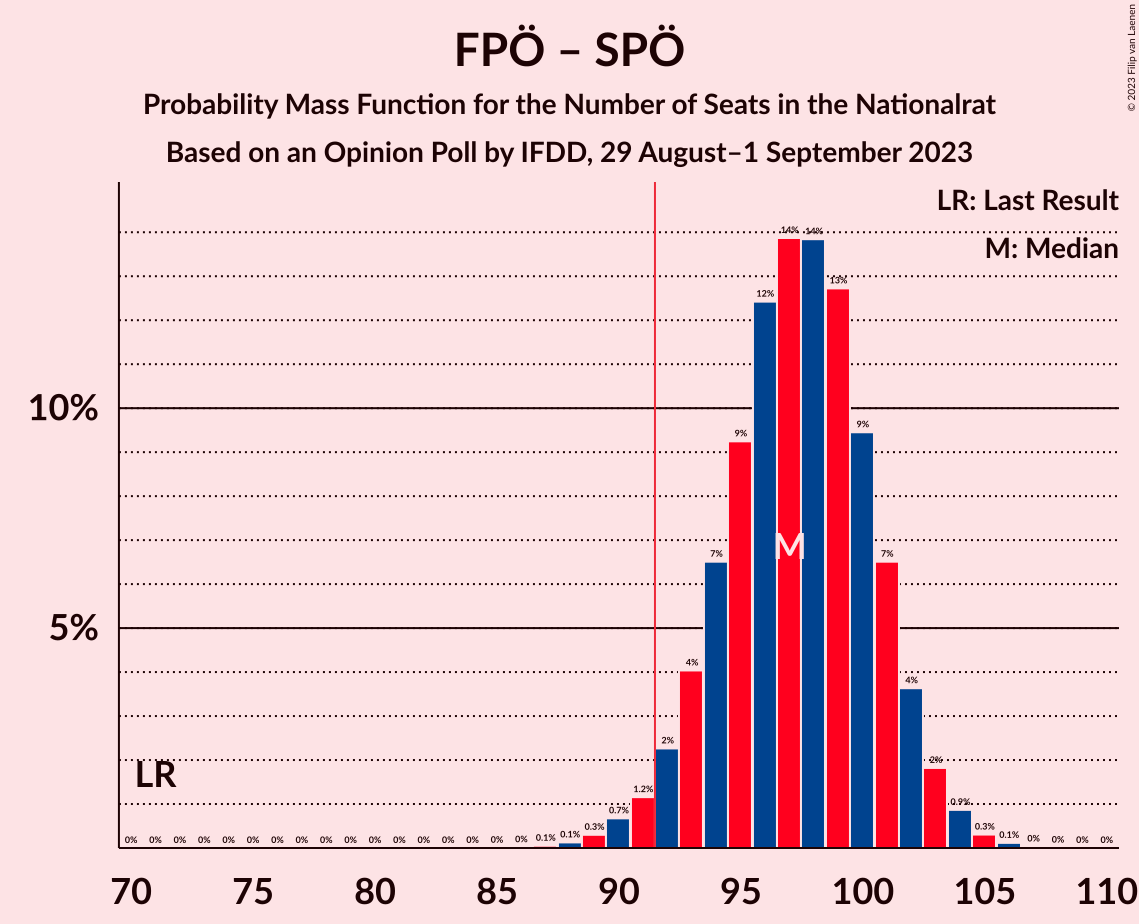 FPÖ – SPÖ
Probability Mass Function for the Number of Seats in the Nationalrat
Based on an Opinion Poll by IFDD, 29 August–1 September 2023
© 2023 Filip van Laenen
LR: Last Result
M: Median
10%
5%
LR
M
0% 0% 0% 0% 0% 0% 0% 0% 0% 0% 0% 0% 0% 0% 0% 0% 0% 0.1% 0.1% 0.3% 0.7% 1.2% 2% 4% 7% 9% 12% 14% 14% 13% 9% 7% 4% 2% 0.9% 0.3% 0.1% 0% 0% 0% 0%
70 75 80 85 90 95 100 105 110